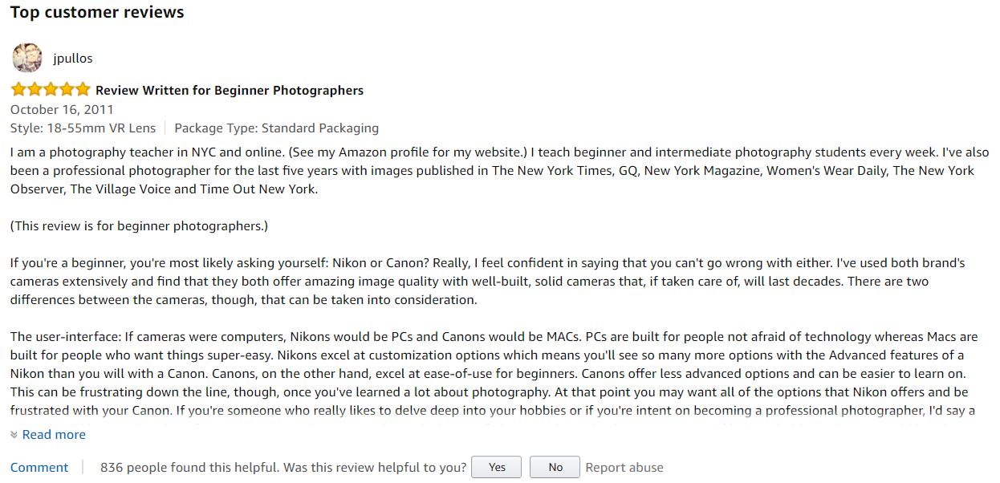 Top customer reviews
jpullos
Review Written for Beginner Photographers
October 16, 2011
Style: 18-55mm VR Lens Package Type: Standard Packaging
I am a photography teacher in NYC and online. (See my Amazon profile for my website.) I teach beginner and intermediate photography students every week. I've also
been a professional photographer for the last five years with images published in The New York Times, GQ, New York Magazine, Women's Wear Daily, The New York
Observer, The Village Voice and Time Out New York.
(This review is for beginner photographers.)
If you're a beginner, you're most likely asking yourself: Nikon or Canon? Really, I feel confident in saying that you can't go wrong with either. I've used both brand's
cameras extensively and find that they both offer amazing image quality with well-built, solid cameras that, if taken care of, will last decades. There are two
differences between the cameras, though, that can be taken into consideration.
The user-interface: If cameras were computers, Nikons would be PCs and Canons would be MACs. PCs are built for people not afraid of technology whereas Macs are
built for people who want things super-easy. Nikons excel at customization options which means you'll see so many more options with the Advanced features of a
Nikon than you will with a Canon. Canons, on the other hand, excel at ease-of-use for beginners. Canons offer less advanced options and can be easier to learn on.
This can be frustrating down the line, though, once you've learned a lot about photography. At that point you may want all of the options that Nikon offers and be
frustrated with your Canon. If you're someone who really likes to delve deep into your hobbies or if you're intent on becoming a professional photographer, I'd say a
Read more
Comment 836 people found this helpful. Was this review helpful to you? Yes No Report abuse